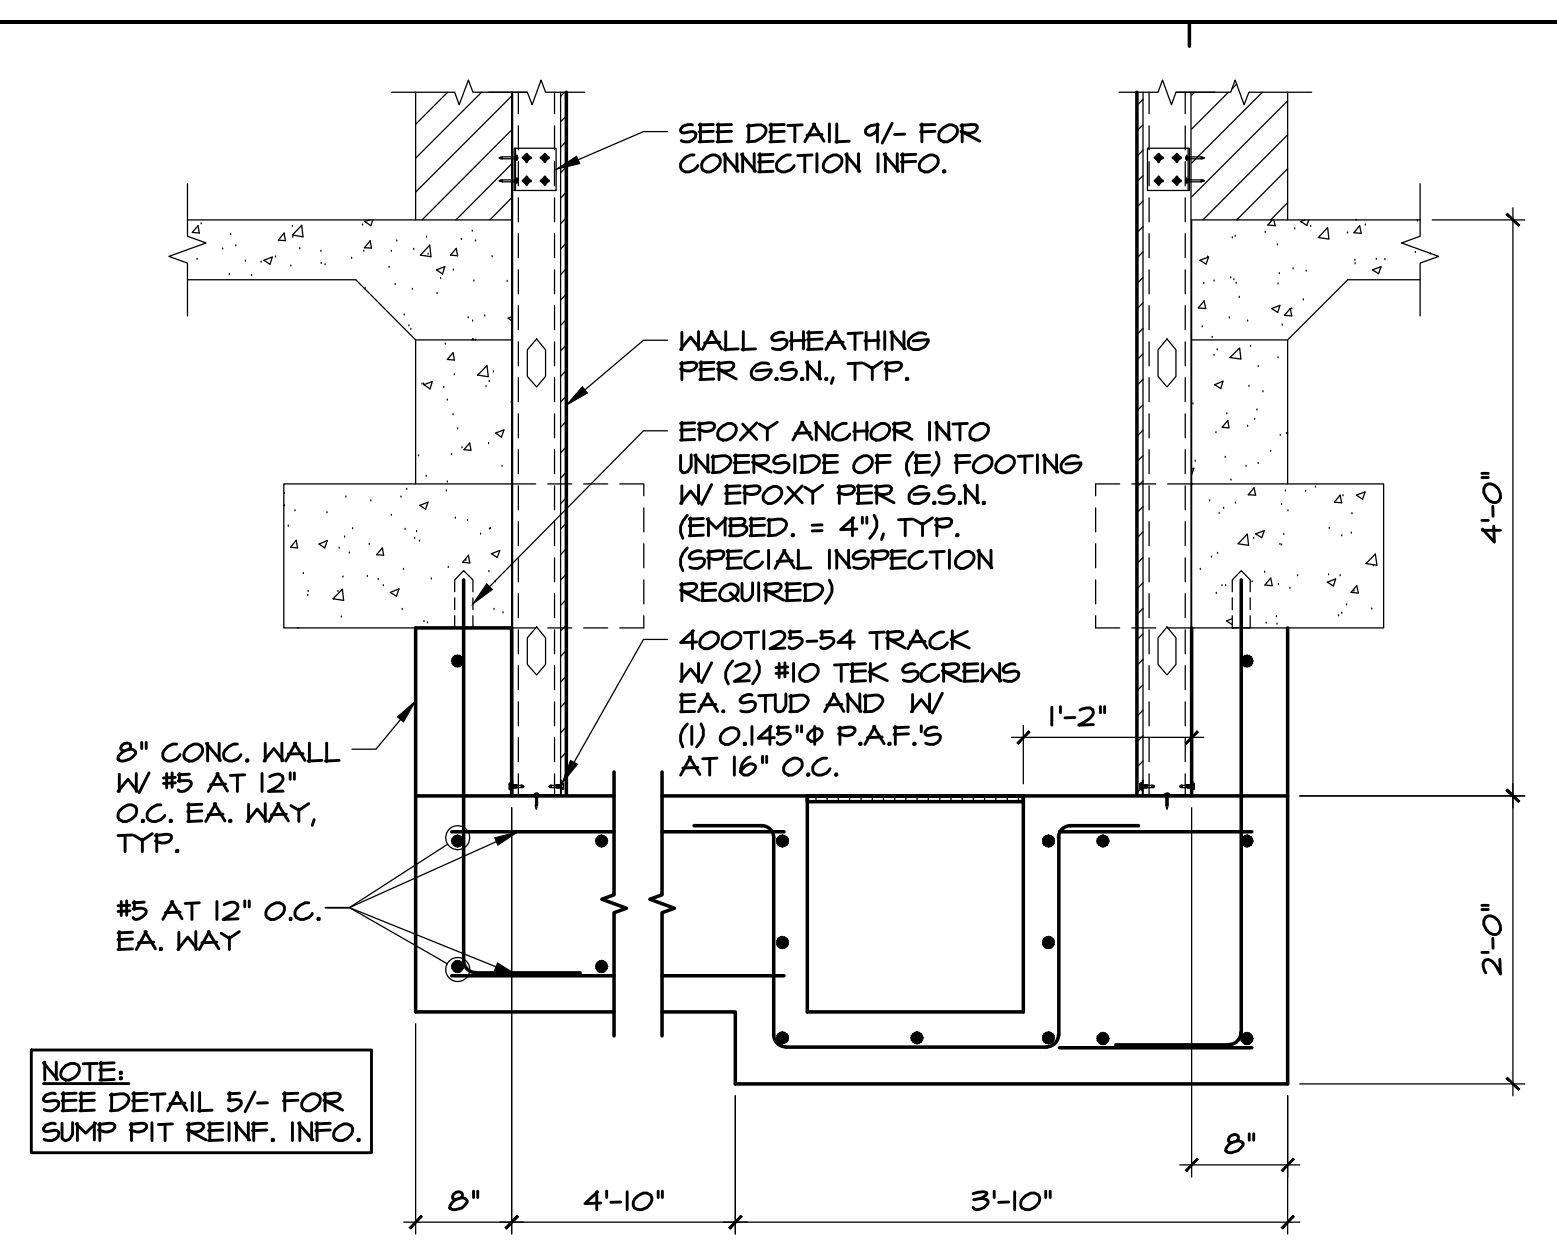 SEE DETAIL 9/- FOR
CONNECTION INFO.
WALL SHEATHING
PER G.S.N., TYP.
EPOXY ANCHOR INTO
UNDERSIDE OF (E) FOOTING
W/ EPOXY PER G.S.N.
(EMBED. = 4"), TYP.
(SPECIAL INSPECTION
REQUIRED)
400T125-54 TRACK
W/ (2) #10 TEK SCREWS
EA. STUD AND W/
(1) 0.145"Φ P.A.F.'S
AT 16" O.C.
1'-2"
4'-0"
2'-0"
8" CONC. WALL
W/ #5 AT 12"
O.C. EA. WAY,
TYP.
#5 AT 12" O.C.
EA. WAY
NOTE:
SEE DETAIL 5/- FOR
SUMP PIT REINF. INFO.
8"
8"
4'-10"
3'-10"